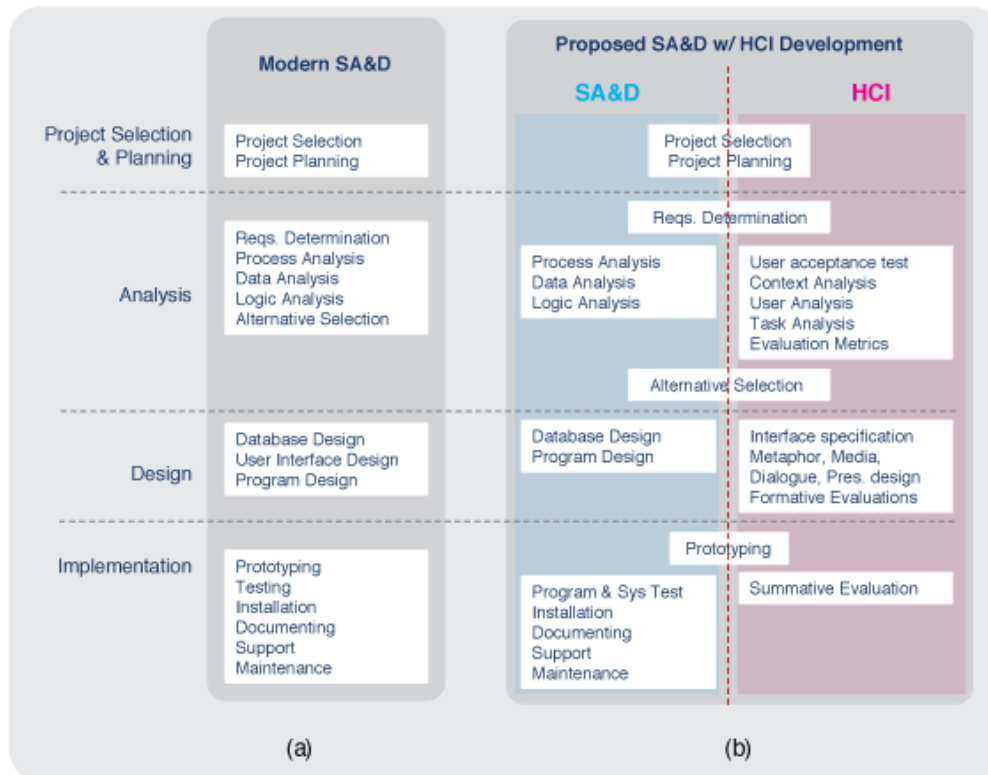 Modern SA&D
Proposed SA&D w/ HCI Development
SA&D
HCI
Project Selection
& Planning
Project Selection
Project Planning
Project Selection
Project Planning
Analysis
Reqs. Determination
Process Analysis
Data Analysis
Logic Analysis
Alternative Selection
Reqs. Determination
Process Analysis
Data Analysis
Logic Analysis
User acceptance test
Context Analysis
User Analysis
Task Analysis
Evaluation Metrics
Alternative Selection
Design
Database Design
User Interface Design
Program Design
Database Design
Program Design
Interface specification
Metaphor, Media,
Dialogue, Pres. design
Formative Evaluations
Implementation
Prototyping
Testing
Installation
Documenting
Support
Maintenance
Prototyping
Program & Sys Test
Installation
Documenting
Support
Maintenance
Summative Evaluation
(a)
(b)